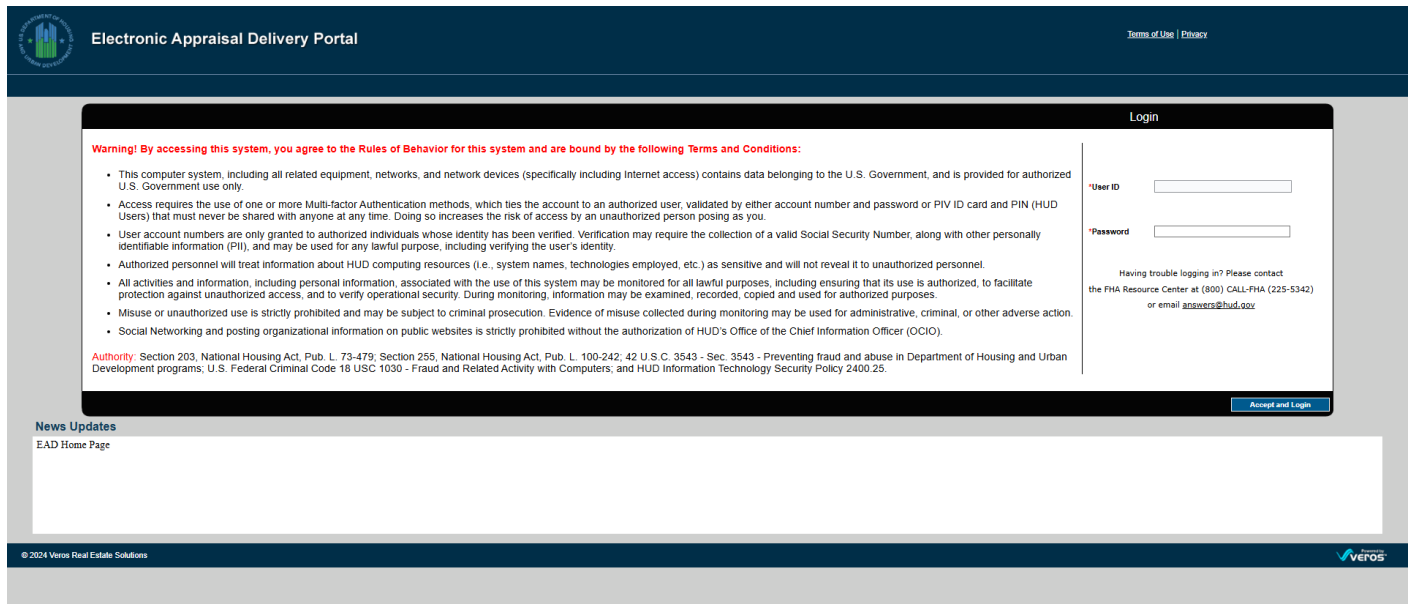 U.S. DEPARTMENT OF HOUSING AND URBAN DEVELOPMENT
Electronic Appraisal Delivery Portal
Terms of Use | Privacy
Login
Warning! By accessing this system, you agree to the Rules of Behavior for this system and are bound by the following Terms and Conditions:
• This computer system, including all related equipment, networks, and network devices (specifically including Internet access) contains data belonging to the U.S. Government, and is provided for authorized
U.S. Government use only.
• Access requires the use of one or more Multi-factor Authentication methods, which ties the account to an authorized user, validated by either account number and password or PIV ID card and PIN (HUD
Users) that must never be shared with anyone at any time. Doing so increases the risk of access by an unauthorized person posing as you.
• User account numbers are only granted to authorized individuals whose identity has been verified. Verification may require the collection of a valid Social Security Number, along with other personally
identifiable information (PII), and may be used for any lawful purpose, including verifying the user's identity.
• Authorized personnel will treat information about HUD computing resources (i.e., system names, technologies employed, etc.) as sensitive and will not reveal it to unauthorized personnel.
• All activities and information, including personal information, associated with the use of this system may be monitored for all lawful purposes, including ensuring that its use is authorized, to facilitate
protection against unauthorized access, and to verify operational security. During monitoring, information may be examined, recorded, copied and used for authorized purposes.
• Misuse or unauthorized use is strictly prohibited and may be subject to criminal prosecution. Evidence of misuse collected during monitoring may be used for administrative, criminal, or other adverse action.
• Social Networking and posting organizational information on public websites is strictly prohibited without the authorization of HUD's Office of the Chief Information Officer (OCIO).
Authority: Section 203, National Housing Act, Pub. L. 73-479; Section 255, National Housing Act, Pub. L. 100-242; 42 U.S.C. 3543 - Sec. 3543 - Preventing fraud and abuse in Department of Housing and Urban
Development programs; U.S. Federal Criminal Code 18 USC 1030 - Fraud and Related Activity with Computers; and HUD Information Technology Security Policy 2400.25.
*User ID
*Password
Having trouble logging in? Please contact
the FHA Resource Center at (800) CALL-FHA (225-5342)
or email answers@hud.gov
Accept and Login
News Updates
EAD Home Page
© 2024 Veros Real Estate Solutions
Powered by
veros